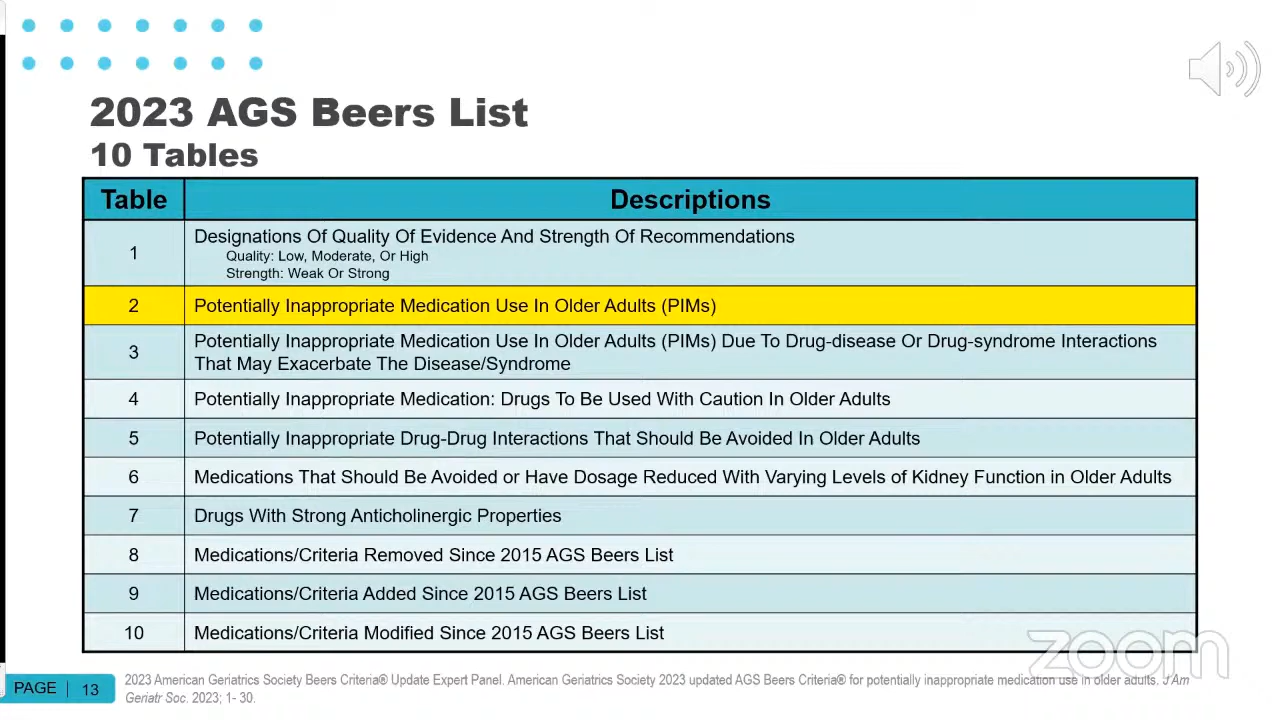 2023 AGS Beers List
10 Tables
Table Descriptions
1 Designations Of Quality Of Evidence And Strength Of Recommendations
Quality: Low, Moderate, Or High
Strength: Weak Or Strong
2 Potentially Inappropriate Medication Use In Older Adults (PIMs)
3 Potentially Inappropriate Medication Use In Older Adults (PIMs) Due To Drug-disease Or Drug-syndrome Interactions
That May Exacerbate The Disease/Syndrome
4 Potentially Inappropriate Medication: Drugs To Be Used With Caution In Older Adults
5 Potentially Inappropriate Drug-Drug Interactions That Should Be Avoided In Older Adults
6 Medications That Should Be Avoided or Have Dosage Reduced With Varying Levels of Kidney Function in Older Adults
7 Drugs With Strong Anticholinergic Properties
8 Medications/Criteria Removed Since 2015 AGS Beers List
9 Medications/Criteria Added Since 2015 AGS Beers List
10 Medications/Criteria Modified Since 2015 AGS Beers List
zoom
PAGE | 13
2023 American Geriatrics Society Beers Criteria® Update Expert Panel. American Geriatrics Society 2023 updated AGS Beers Criteria® for potentially inappropriate medication use in older adults. J Am
Geriatr Soc. 2023; 1- 30.